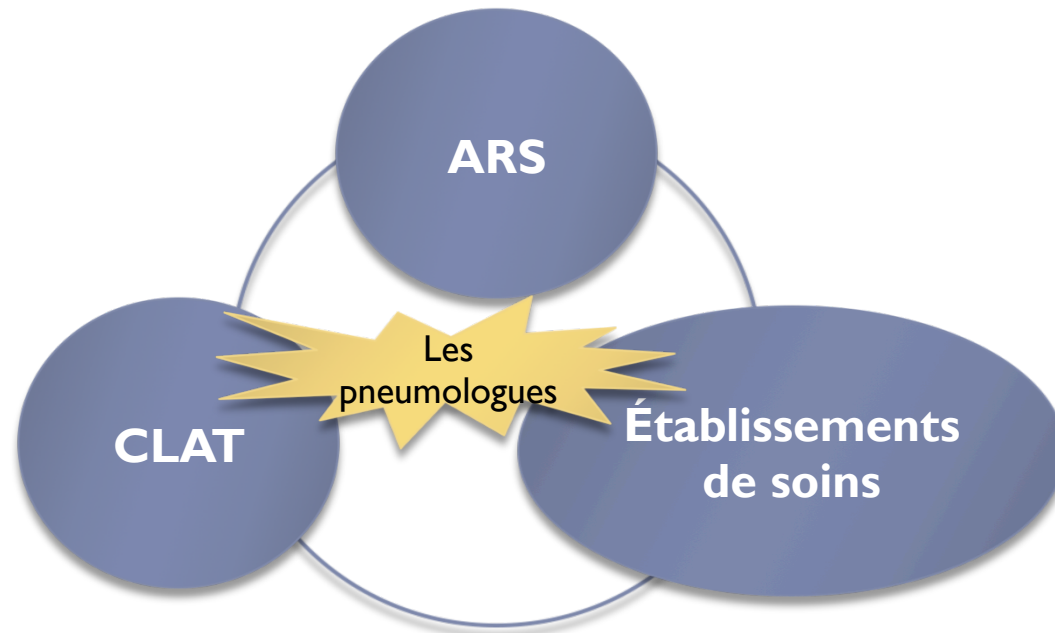 ARS
Les
pneumologues
CLAT
Établissements
de soins